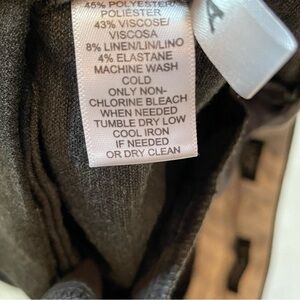 45% POLYESTER/
POLIÉSTER
43% VISCOSE/
VISCOSA
8% LINEN/LIN/LINO
4% ELASTANE
MACHINE WASH
COLD
ONLY NON-
CHLORINE BLEACH
WHEN NEEDED
TUMBLE DRY LOW
COOL IRON
IF NEEDED
OR DRY CLEAN
A